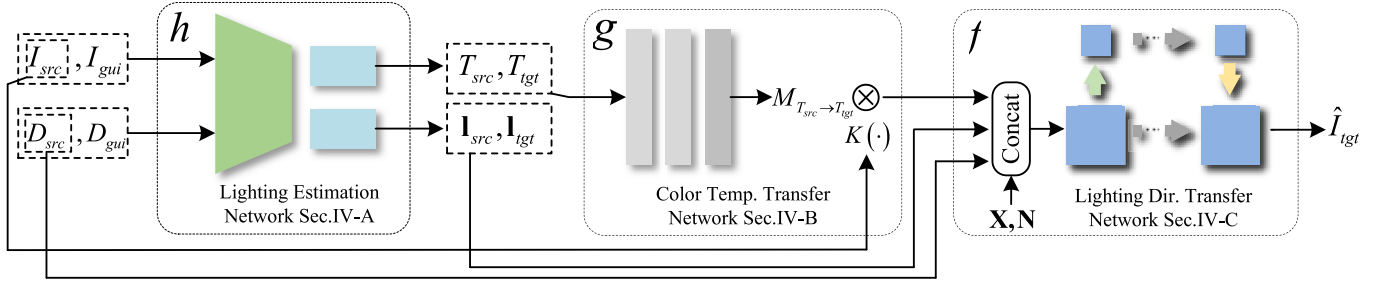 I_src, I_gui
D_src, D_gui
h
Lighting Estimation
Network Sec.IV-A
T_src, T_tgt
l_src, l_tgt
g
M_{T_src→T_tgt} ⊗
K(·)
Color Temp. Transfer
Network Sec.IV-B
f
Concat
X, N
Lighting Dir. Transfer
Network Sec.IV-C
Î_tgt